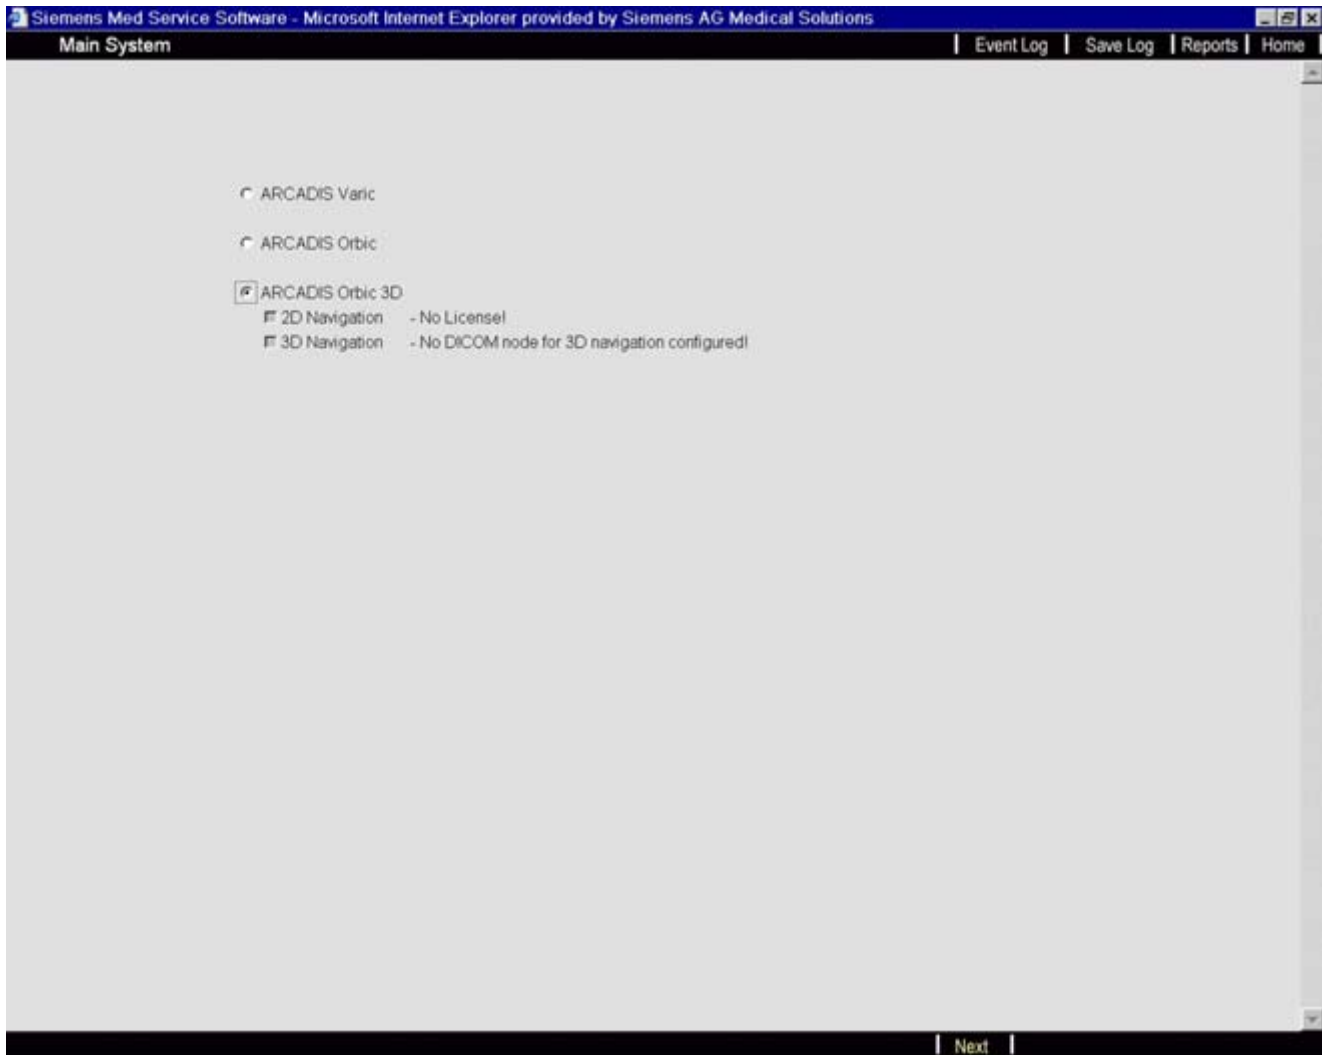 Siemens Med Service Software - Microsoft Internet Explorer provided by Siemens AG Medical Solutions
Main System Event Log Save Log Reports Home
ARCADIS Varic
ARCADIS Orbic
ARCADIS Orbic 3D
2D Navigation - No License!
3D Navigation - No DICOM node for 3D navigation configured!
Next